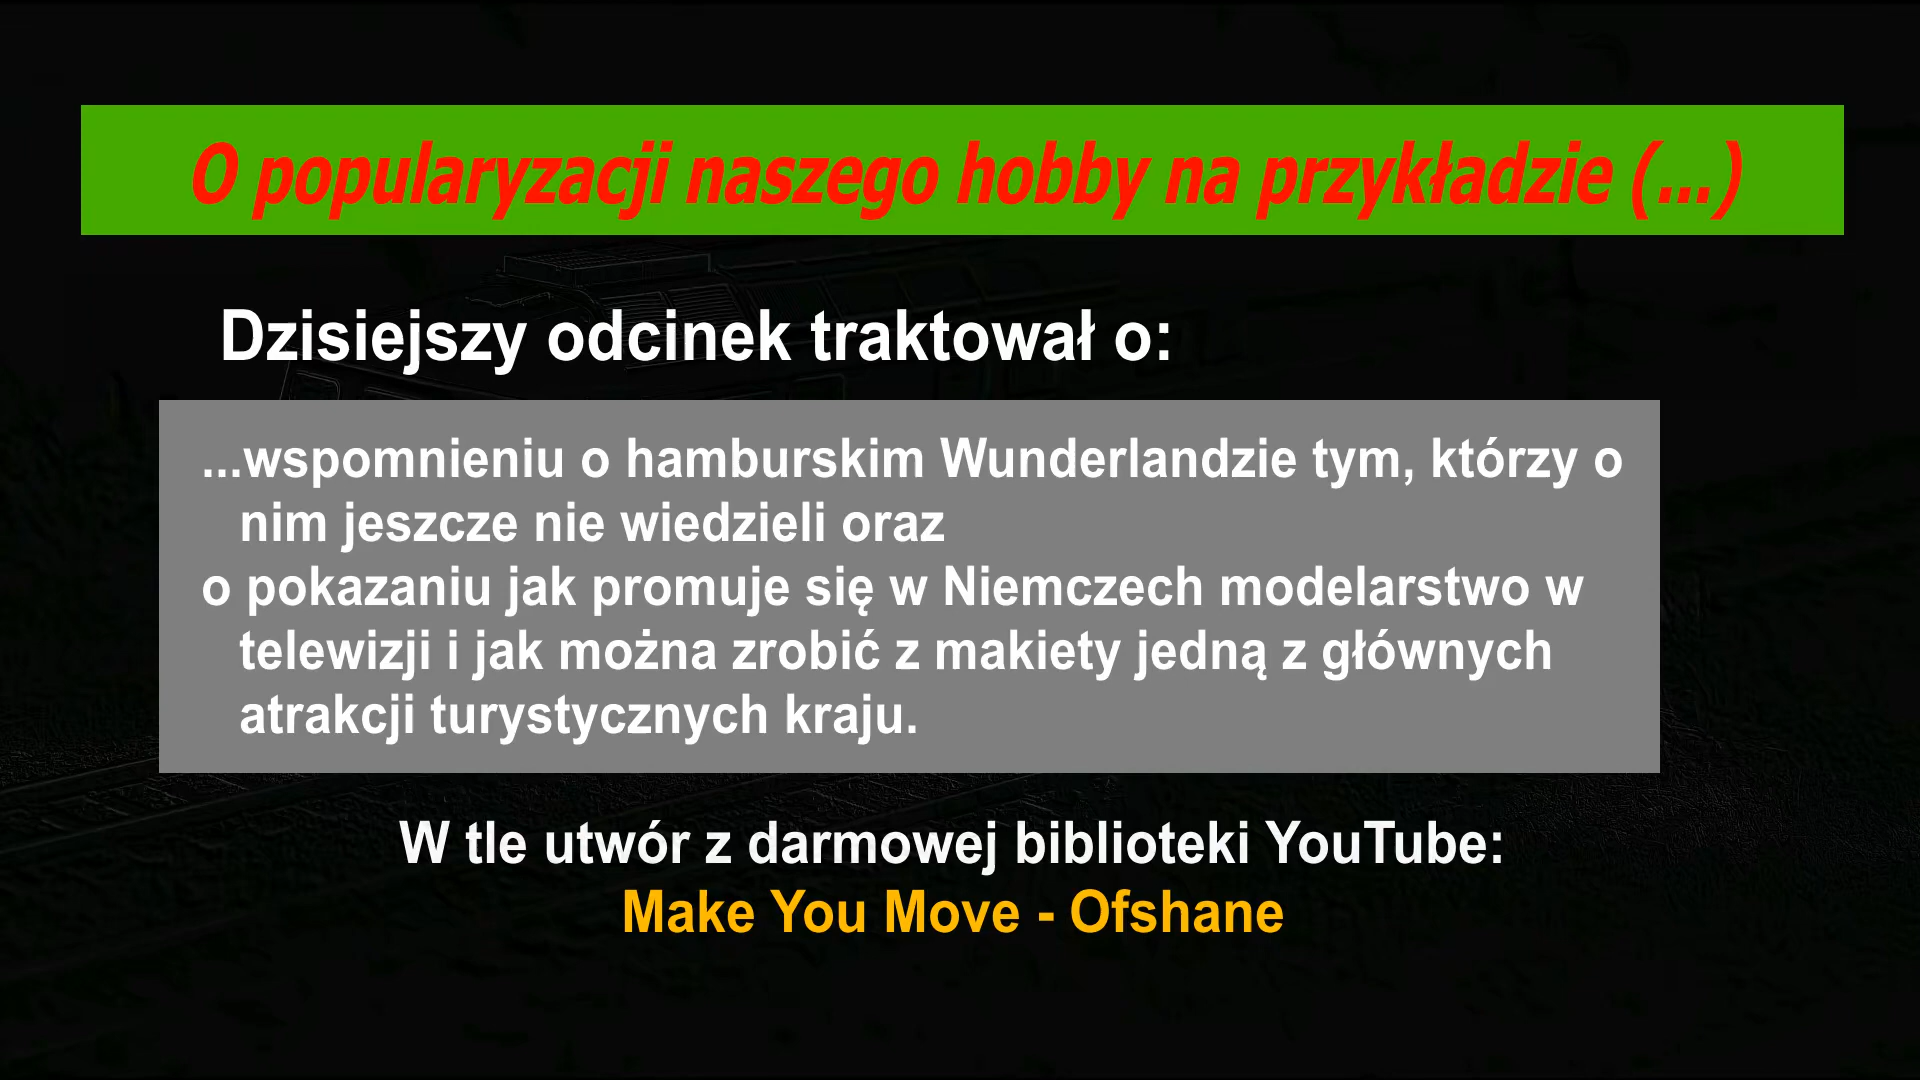 O popularyzacji naszego hobby na przykładzie (...)
Dzisiejszy odcinek traktował o:
...wspomnieniu o hamburskim Wunderlandzie tym, którzy o
nim jeszcze nie wiedzieli oraz
o pokazaniu jak promuje się w Niemczech modelarstwo w
telewizji i jak można zrobić z makiety jedną z głównych
atrakcji turystycznych kraju.
W tle utwór z darmowej biblioteki YouTube:
Make You Move - Ofshane